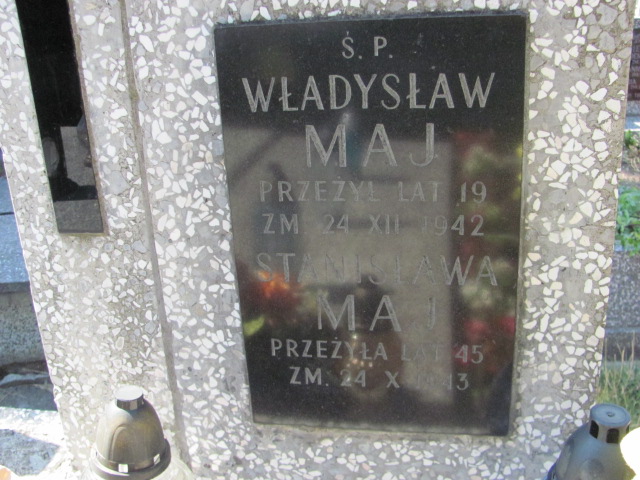 Ś. P.
WŁADYSŁAW
MAJ
PRZEŻYŁ LAT 19
ZM. 24 XII 1942
STANISŁAWA
MAJ
PRZEŻYŁA LAT 45
ZM. 24 X